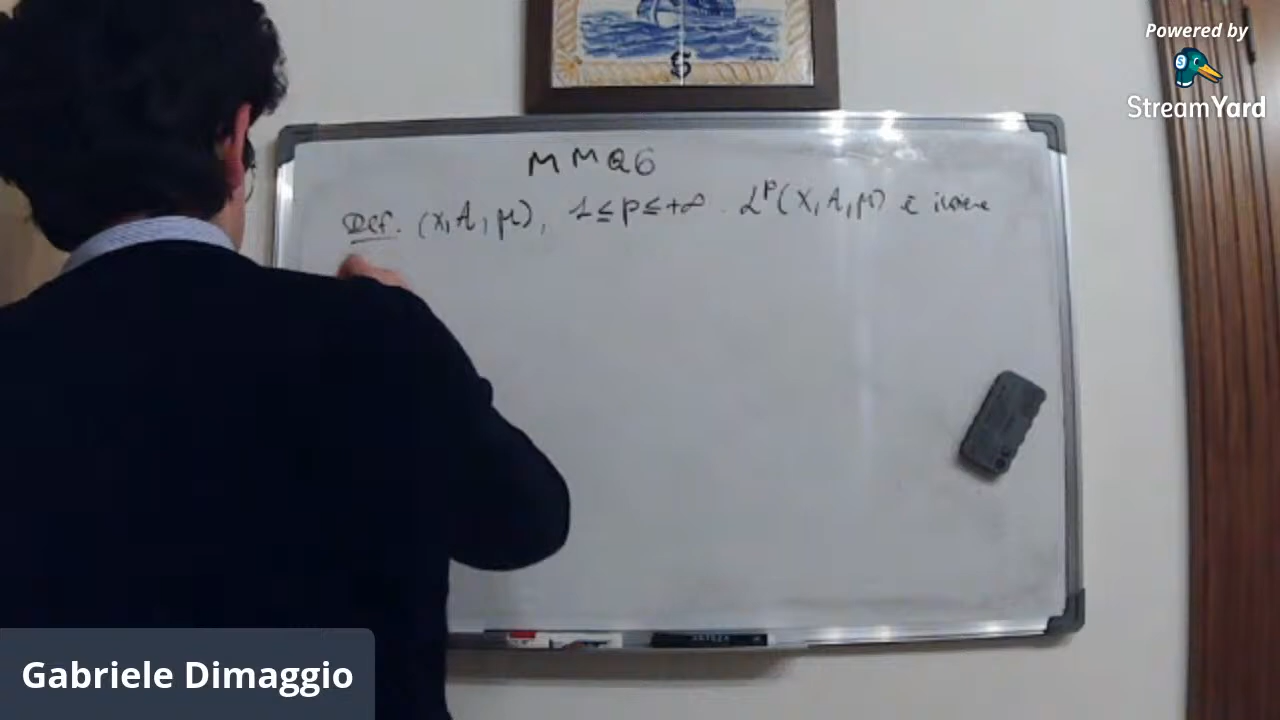 Powered by
StreamYard
MMQ6
Def. (X, A, μ), 1 ≤ p ≤ +∞. L^p(X, A, μ) è insieme
Gabriele Dimaggio